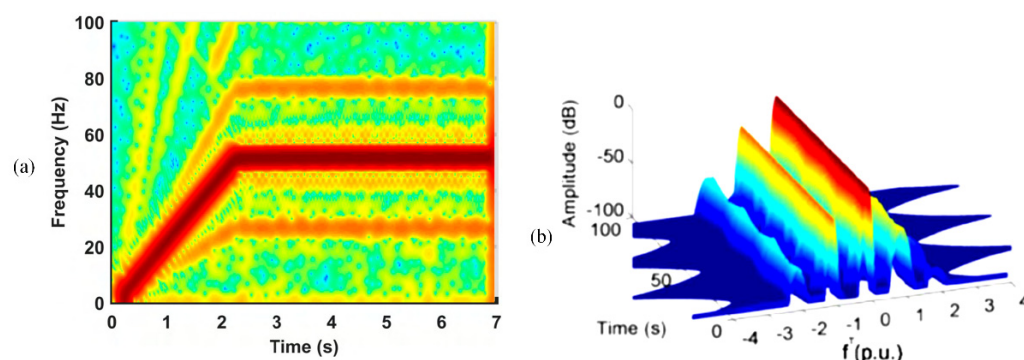 (a)
Frequency (Hz)
100
80
60
40
20
0
0 1 2 3 4 5 6 7
Time (s)
(b)
Amplitude (dB)
0
-50
-100
100
50
0
Time (s)
-4 -3 -2 -1 0 1 2 3 4
f (p.u.)